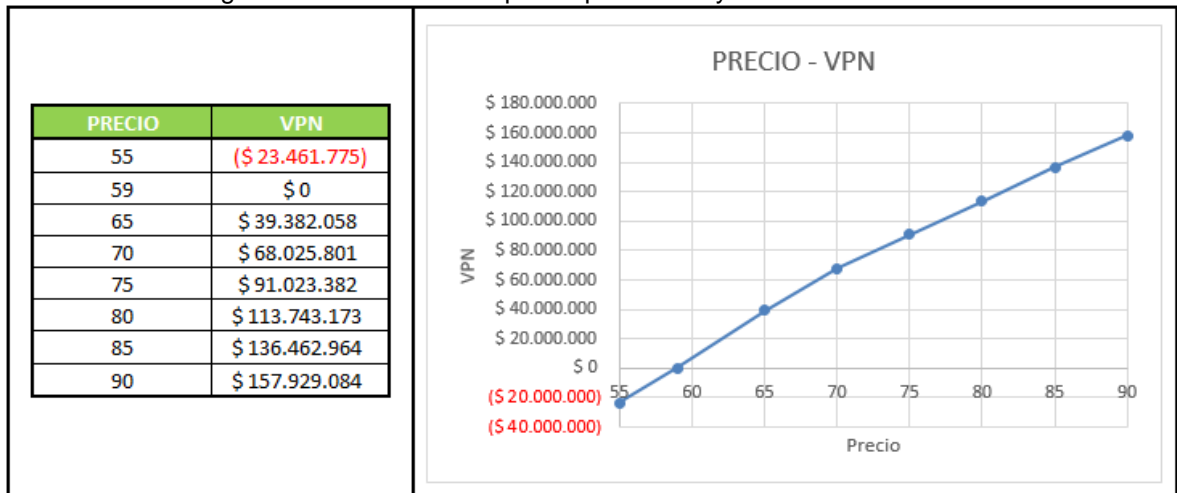 PRECIO VPN
55 ($ 23.461.775)
59 $ 0
65 $ 39.382.058
70 $ 68.025.801
75 $ 91.023.382
80 $ 113.743.173
85 $ 136.462.964
90 $ 157.929.084
PRECIO - VPN
$ 180.000.000
$ 160.000.000
$ 140.000.000
$ 120.000.000
$ 100.000.000
$ 80.000.000
$ 60.000.000
$ 40.000.000
$ 20.000.000
$ 0
($ 20.000.000)
($ 40.000.000)
VPN
55 60 65 70 75 80 85 90
Precio